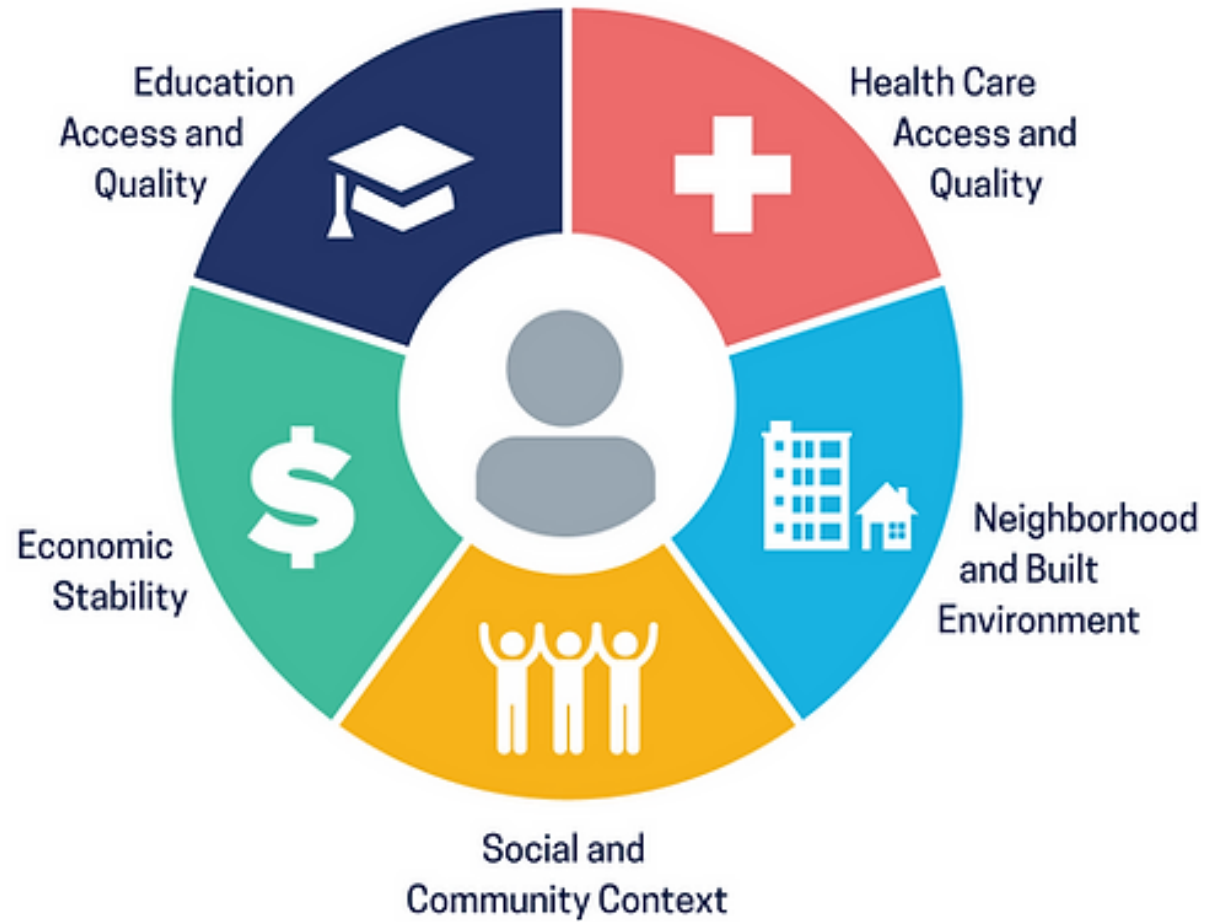 Education
Access and
Quality
Health Care
Access and
Quality
Economic
Stability
Neighborhood
and Built
Environment
Social and
Community Context